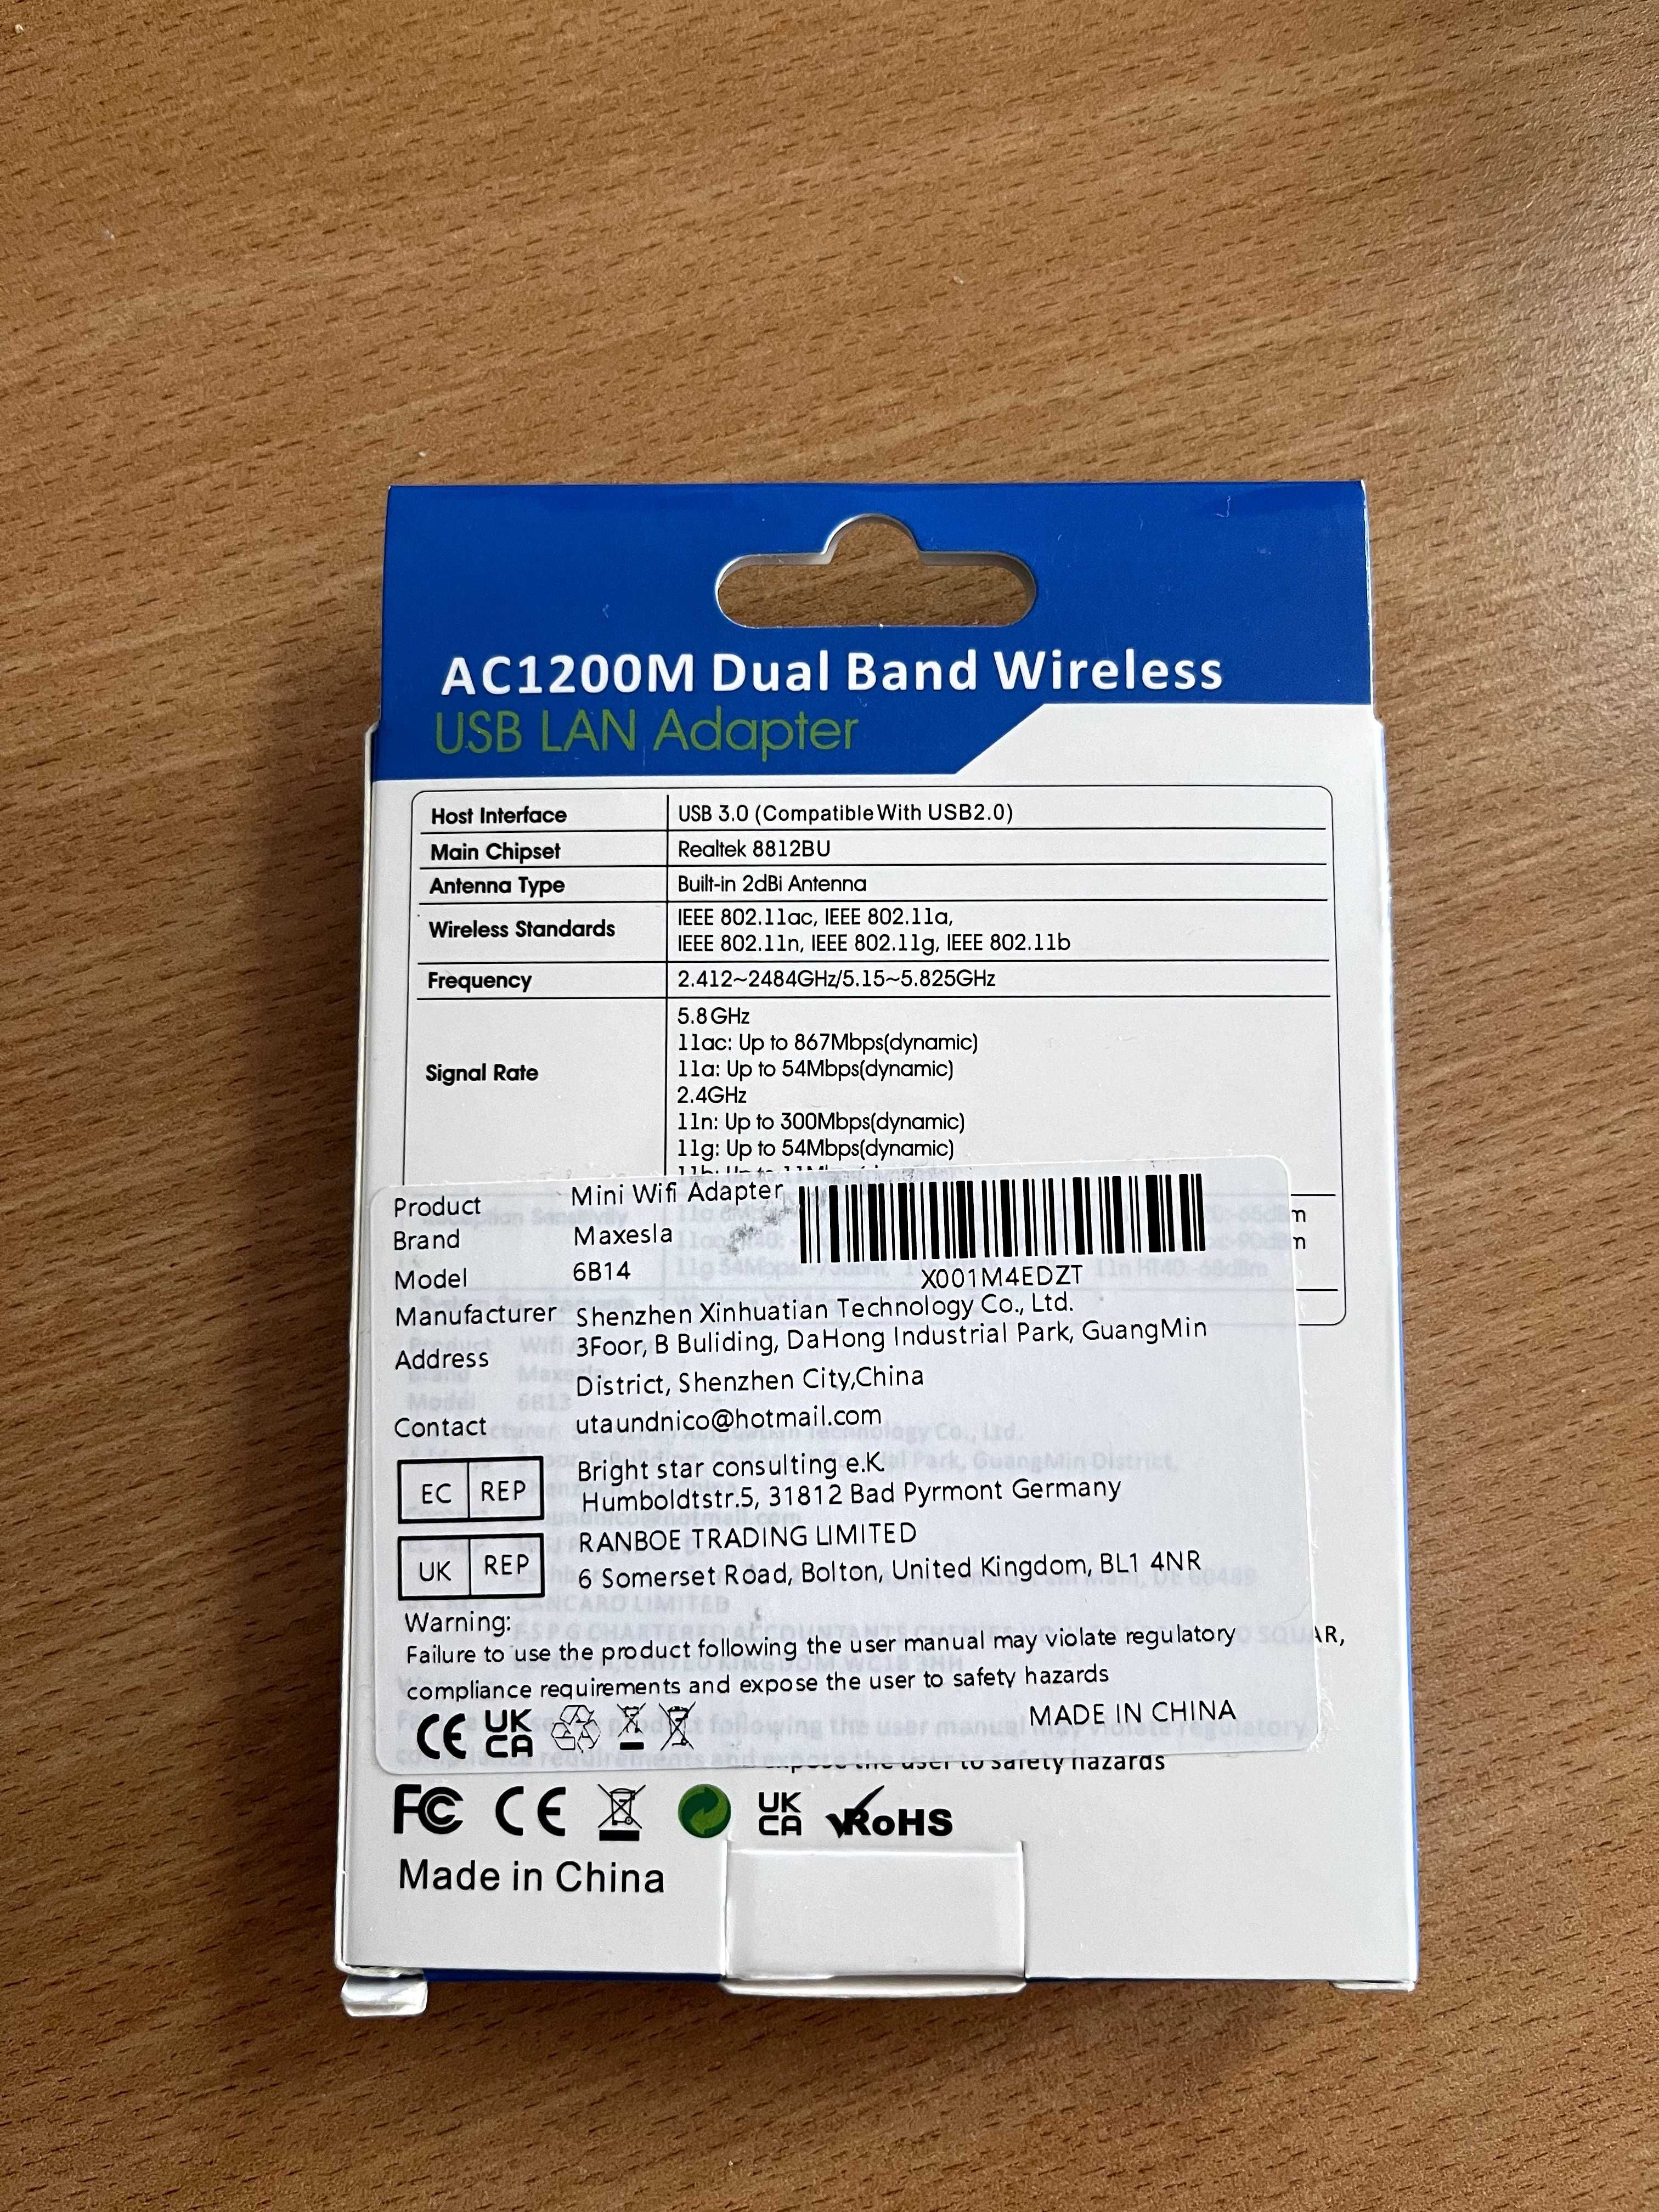 AC1200M Dual Band Wireless
USB LAN Adapter
Host Interface USB 3.0 (Compatible With USB2.0)
Main Chipset Realtek 8812BU
Antenna Type Built-in 2dBi Antenna
Wireless Standards IEEE 802.11ac, IEEE 802.11a,
IEEE 802.11n, IEEE 802.11g, IEEE 802.11b
Frequency 2.412~2484GHz/5.15~5.825GHz
Signal Rate
5.8GHz
11ac: Up to 867Mbps(dynamic)
11a: Up to 54Mbps(dynamic)
2.4GHz
11n: Up to 300Mbps(dynamic)
11g: Up to 54Mbps(dynamic)
Product Mini Wifi Adapter
Brand Maxesla
Model 6B14
X001M4EDZT
Manufacturer Shenzhen Xinhuatian Technology Co., Ltd.
Address 3Foor, B Buliding, DaHong Industrial Park, GuangMin
District, Shenzhen City,China
Contact utaundnico@hotmail.com
EC REP Bright star consulting e.K.
Humboldtstr.5, 31812 Bad Pyrmont Germany
UK REP RANBOE TRADING LIMITED
6 Somerset Road, Bolton, United Kingdom, BL1 4NR
Warning:
Failure to use the product following the user manual may violate regulatory
compliance requirements and expose the user to safety hazards
CE UK CA MADE IN CHINA
expose the user to safety hazards
FC CE UK CA RoHS
Made in China